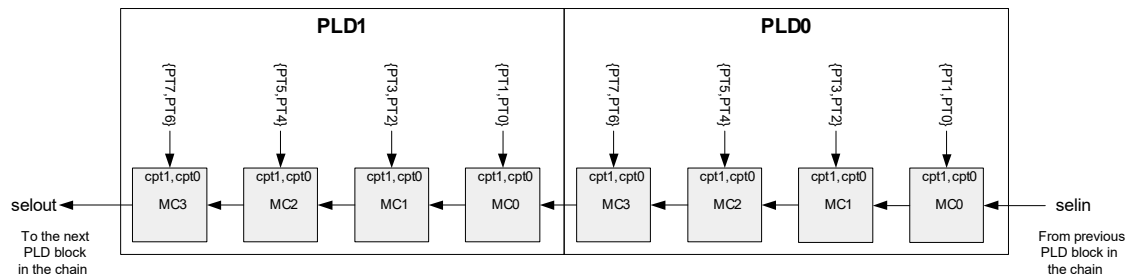 PLD1
PLD0
{PT7,PT6}
{PT5,PT4}
{PT3,PT2}
{PT1,PT0}
{PT7,PT6}
{PT5,PT4}
{PT3,PT2}
{PT1,PT0}
cpt1,cpt0
cpt1,cpt0
cpt1,cpt0
cpt1,cpt0
cpt1,cpt0
cpt1,cpt0
cpt1,cpt0
cpt1,cpt0
selout
MC3
MC2
MC1
MC0
MC3
MC2
MC1
MC0
selin
To the next
PLD block
in the chain
From previous
PLD block in
the chain